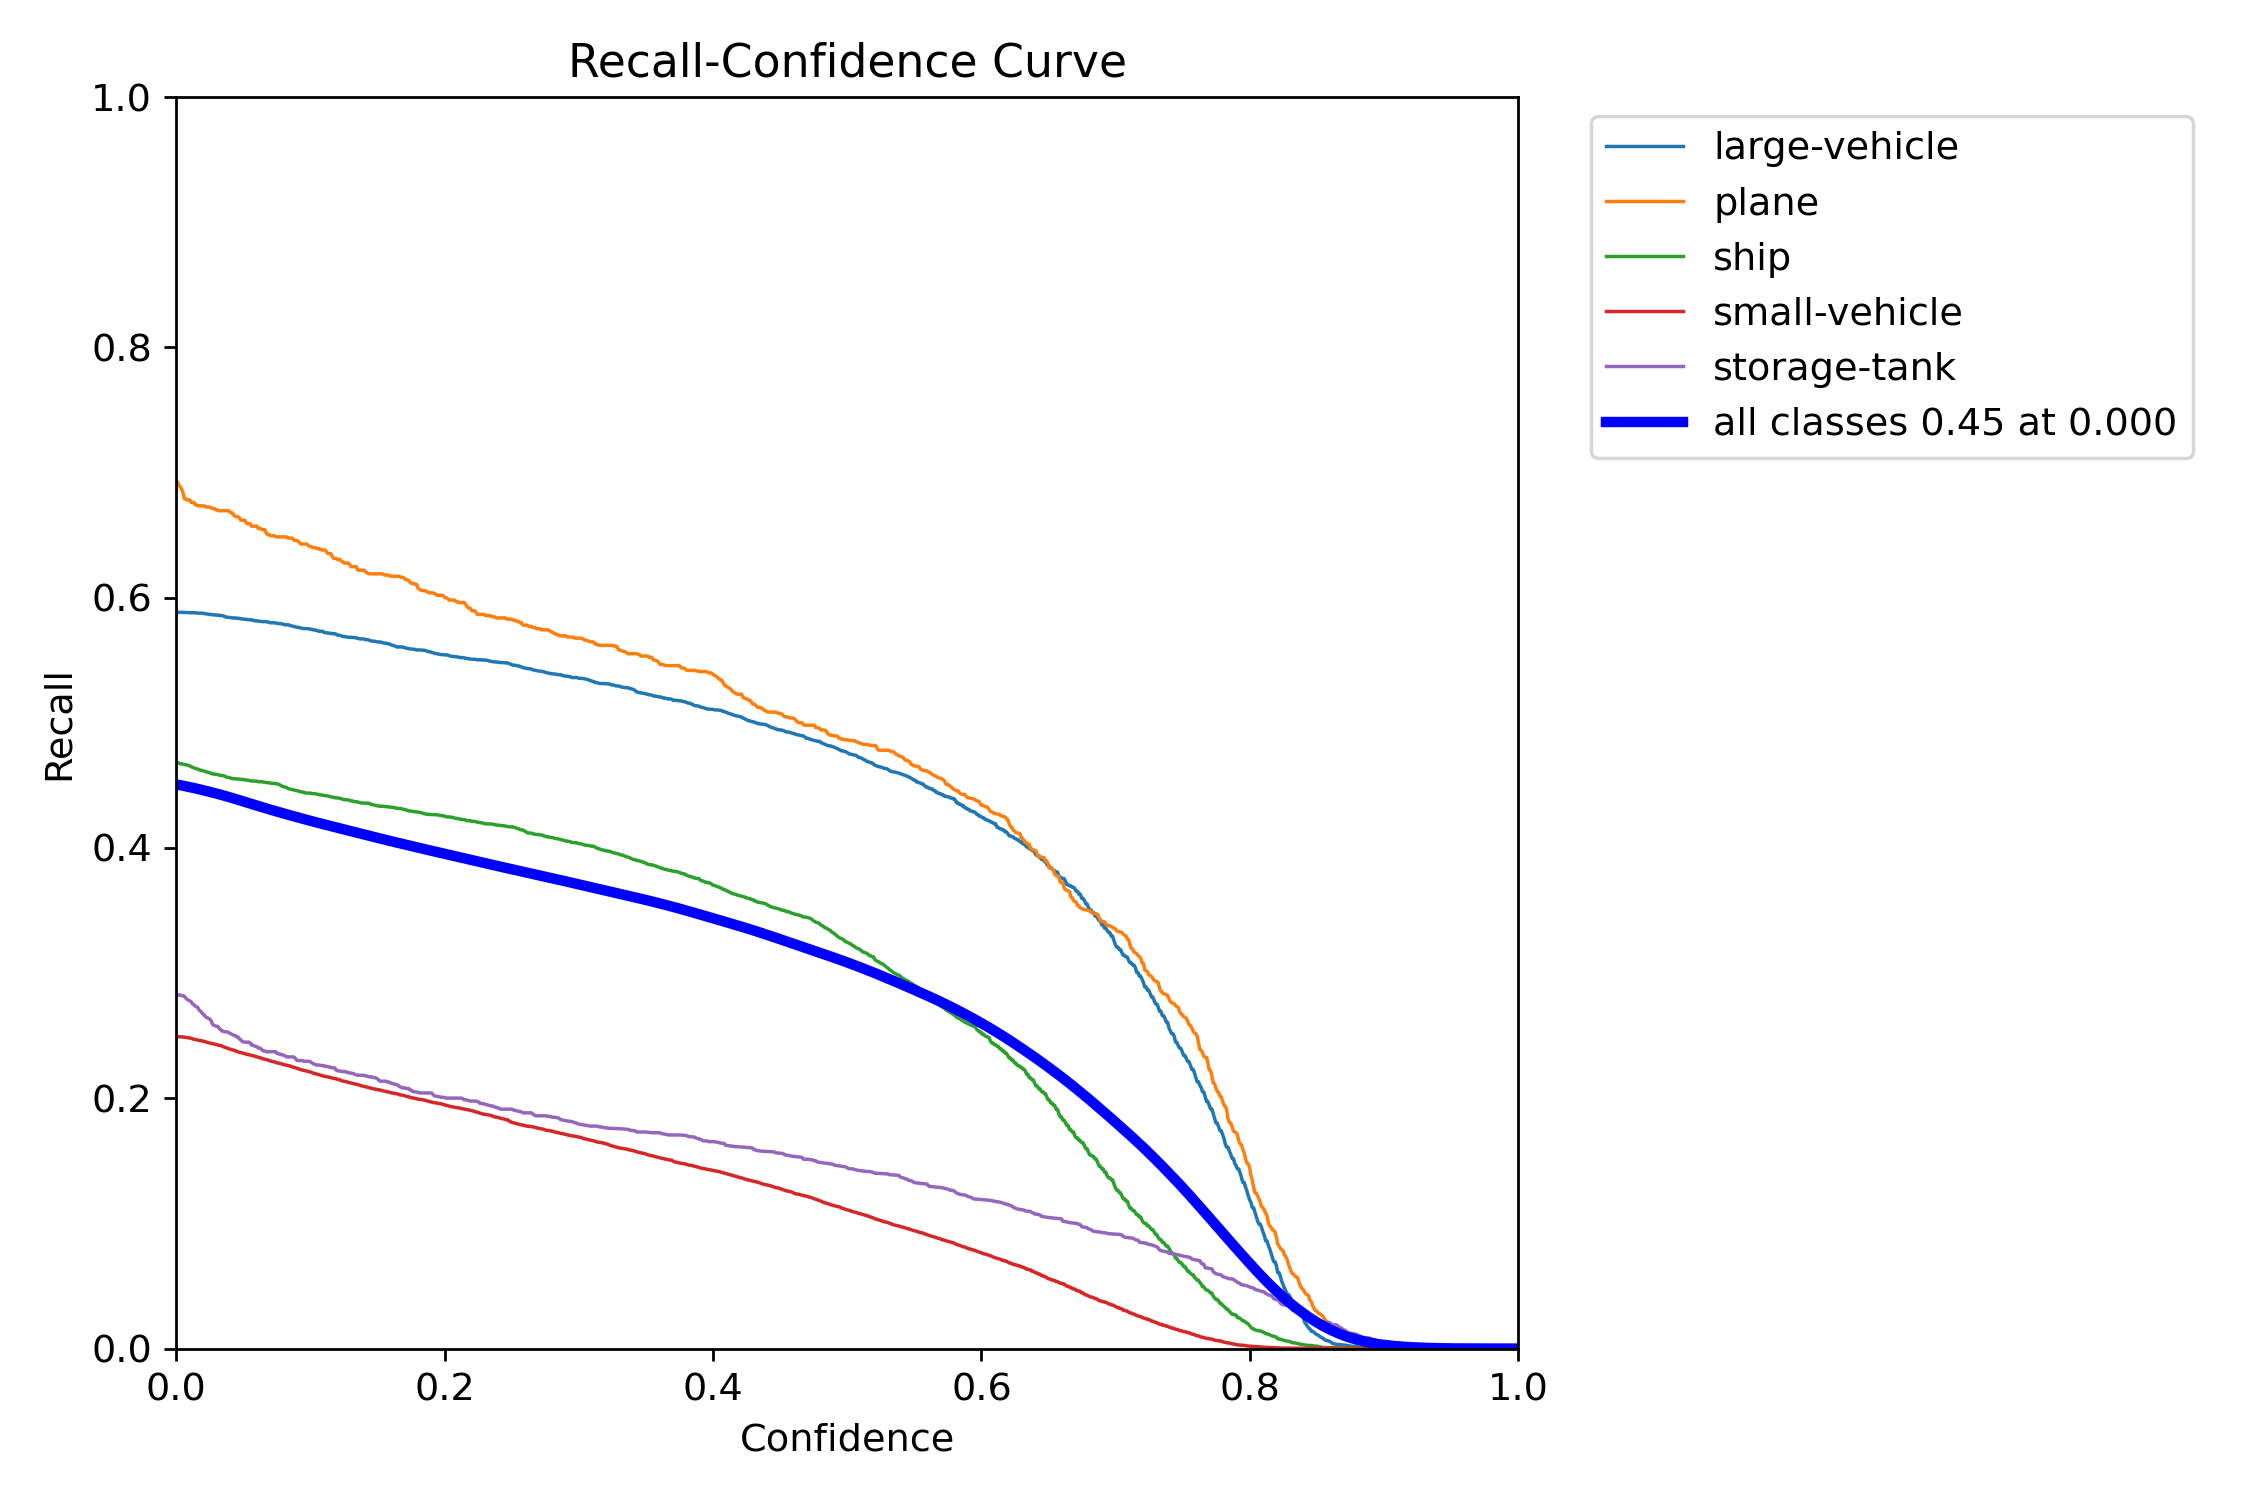 Recall-Confidence Curve
1.0
0.8
0.6
0.4
0.2
0.0
Recall
0.0 0.2 0.4 0.6 0.8 1.0
Confidence
large-vehicle
plane
ship
small-vehicle
storage-tank
all classes 0.45 at 0.000